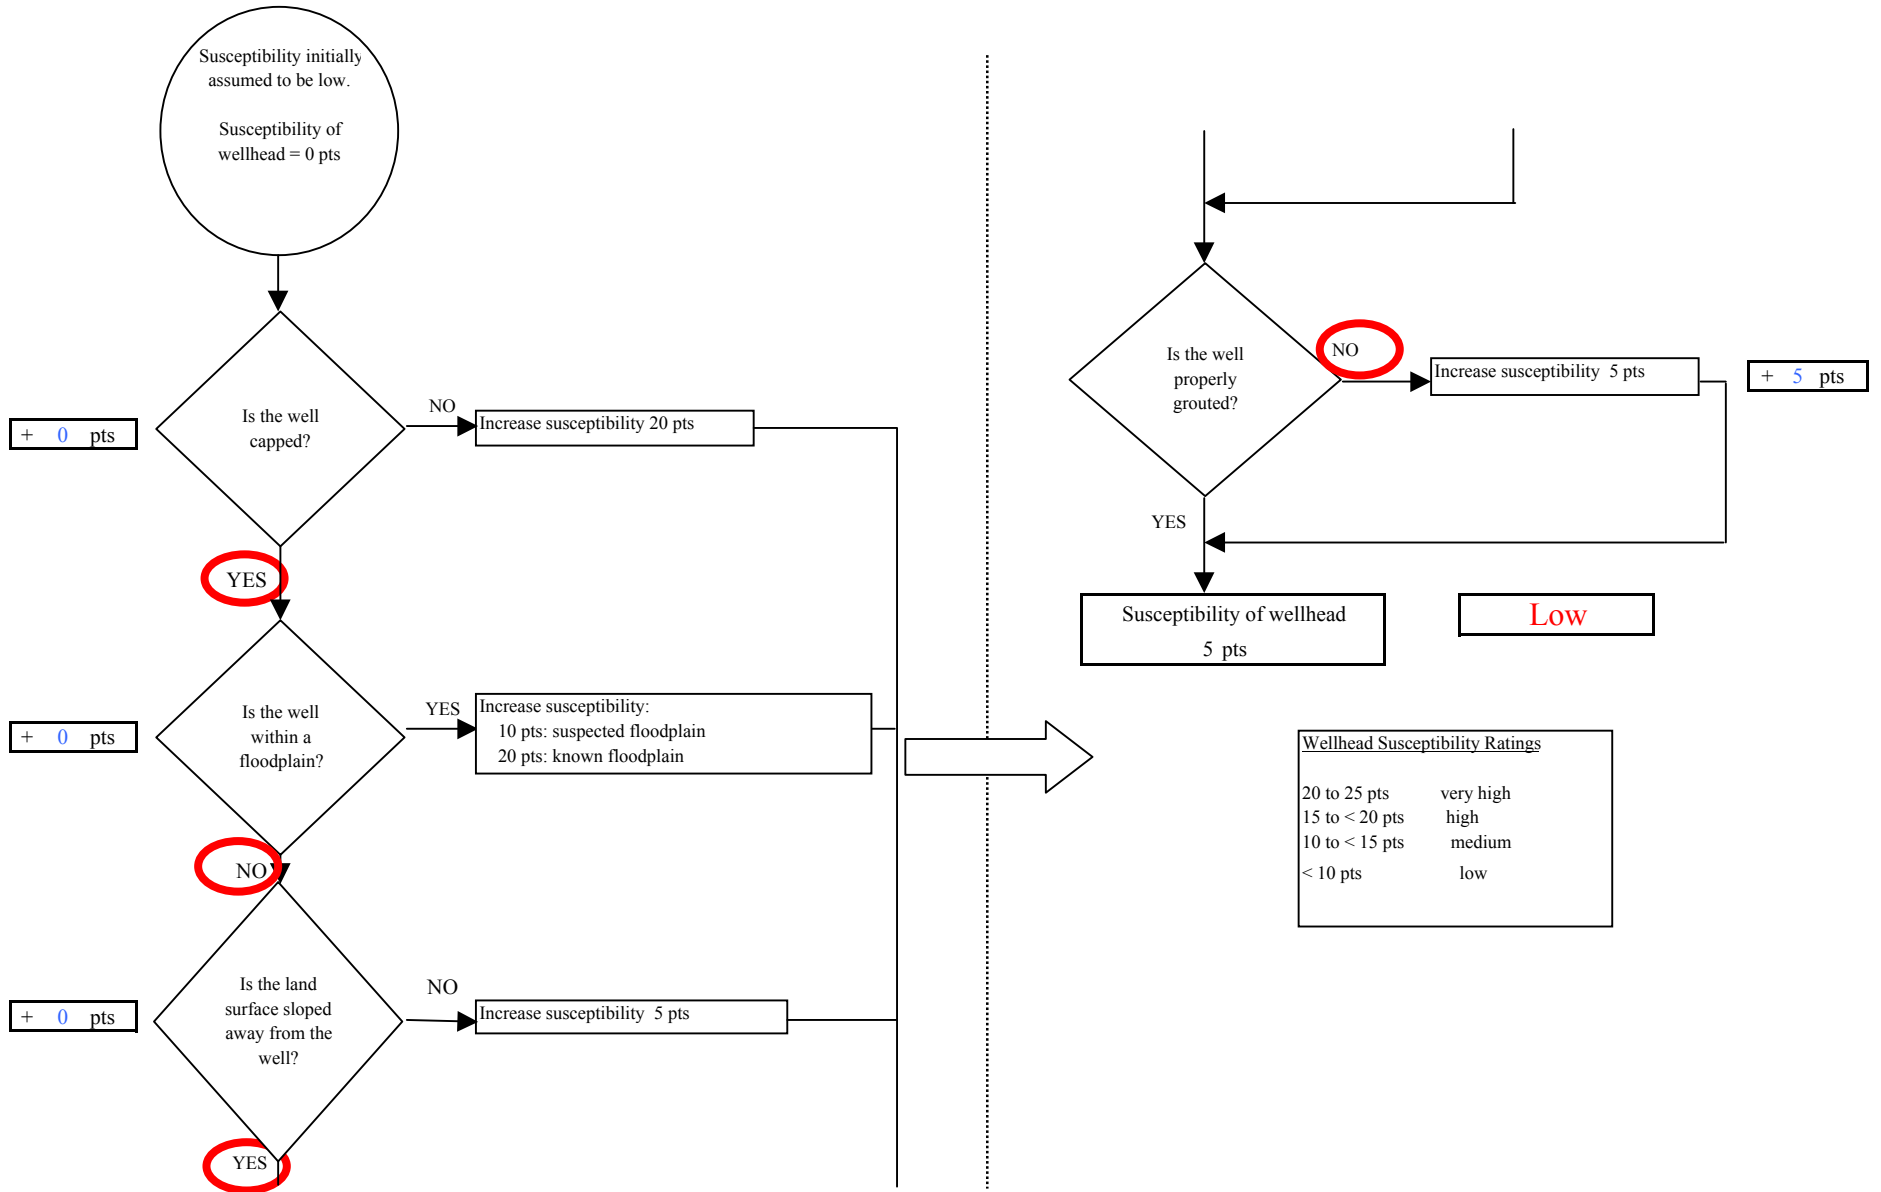 Susceptibility initially
assumed to be low.
Susceptibility of
wellhead = 0 pts
Is the well
capped?
NO
Increase susceptibility 20 pts
+ 0 pts
YES
Is the well
within a
floodplain?
YES
Increase susceptibility:
10 pts: suspected floodplain
20 pts: known floodplain
+ 0 pts
NO
Is the land
surface sloped
away from the
well?
NO
Increase susceptibility 5 pts
+ 0 pts
YES
Is the well
properly
grouted?
NO
Increase susceptibility 5 pts
+ 5 pts
YES
Susceptibility of wellhead
5 pts
Low
Wellhead Susceptibility Ratings
20 to 25 pts very high
15 to < 20 pts high
10 to < 15 pts medium
< 10 pts low